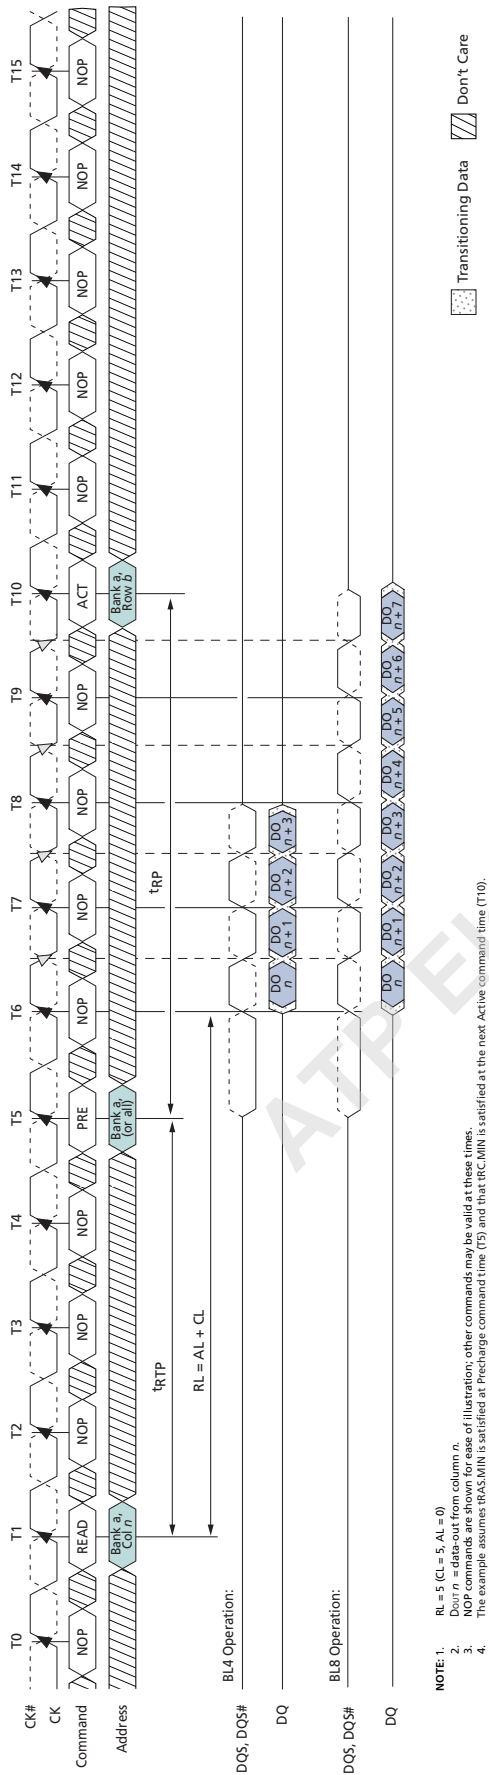 T0 T1 T2 T3 T4 T5 T6 T7 T8 T9 T10 T11 T12 T13 T14 T15
CK#
CK
Command NOP READ NOP NOP NOP PRE NOP NOP NOP NOP ACT NOP NOP NOP NOP NOP
Address Bank a, Col n Bank a, (or all) Bank a, Row b
tRTP tRP
RL = AL + CL
BL4 Operation:
DQS, DQS#
DQ DO n DO n + 1 DO n + 2 DO n + 3
BL8 Operation:
DQS, DQS#
DQ DO n DO n + 1 DO n + 2 DO n + 3 DO n + 4 DO n + 5 DO n + 6 DO n + 7
Transitioning Data Don't Care
NOTE: 1. RL = 5 (CL = 5, AL = 0)
2. DOUT n = data-out from column n.
3. NOP commands are shown for ease of illustration; other commands may be valid at these times.
4. The example assumes tRAS.MIN is satisfied at Precharge command time (T5) and that tRC.MIN is satisfied at the next Active command time (T10).